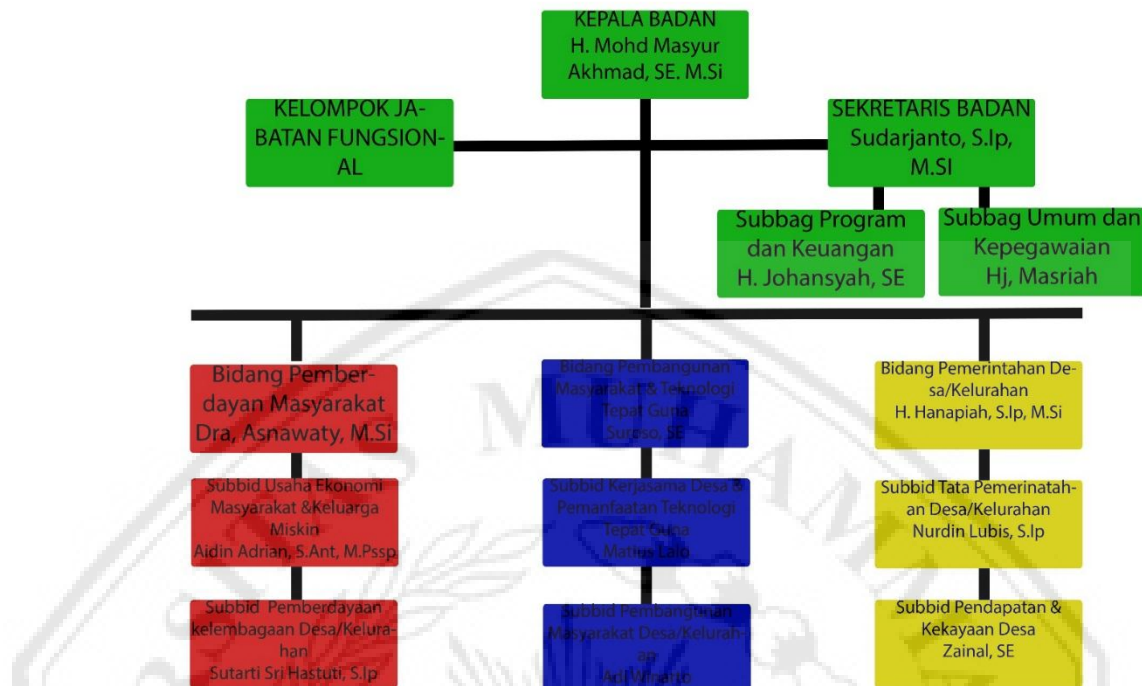 KEPALA BADAN
H. Mohd Masyur
Akhmad, SE. M.Si
KELOMPOK JA-
BATAN FUNGSION-
AL
SEKRETARIS BADAN
Sudarjanto, S.Ip,
M.SI
Subbag Program
dan Keuangan
H. Johansyah, SE
Subbag Umum dan
Kepegawaian
Hj, Masriah
Bidang Pember-
dayan Masyarakat
Dra, Asnawaty, M.Si
Bidang Pembangunan
Masyarakat & Teknologi
Tepat Guna
Suroso, SE
Bidang Pemerintahan De-
sa/Kelurahan
H. Hanapiah, S.Ip, M.Si
Subbid Usaha Ekonomi
Masyarakat &Keluarga
Miskin
Aidin Adrian, S.Ant, M.Pssp
Subbid Kerjasama Desa &
Pemanfaatan Teknologi
Tepat Guna
Matius Lalo
Subbid Tata Pemerinatah-
an Desa/Kelurahan
Nurdin Lubis, S.Ip
Subbid Pemberdayaan
kelembagaan Desa/Kelura-
han
Sutarti Sri Hastuti, S.Ip
Subbid Pembangunan
Masyarakat Desa/Kelurah-
an
Adi Winarto
Subbid Pendapatan &
Kekayaan Desa
Zainal, SE